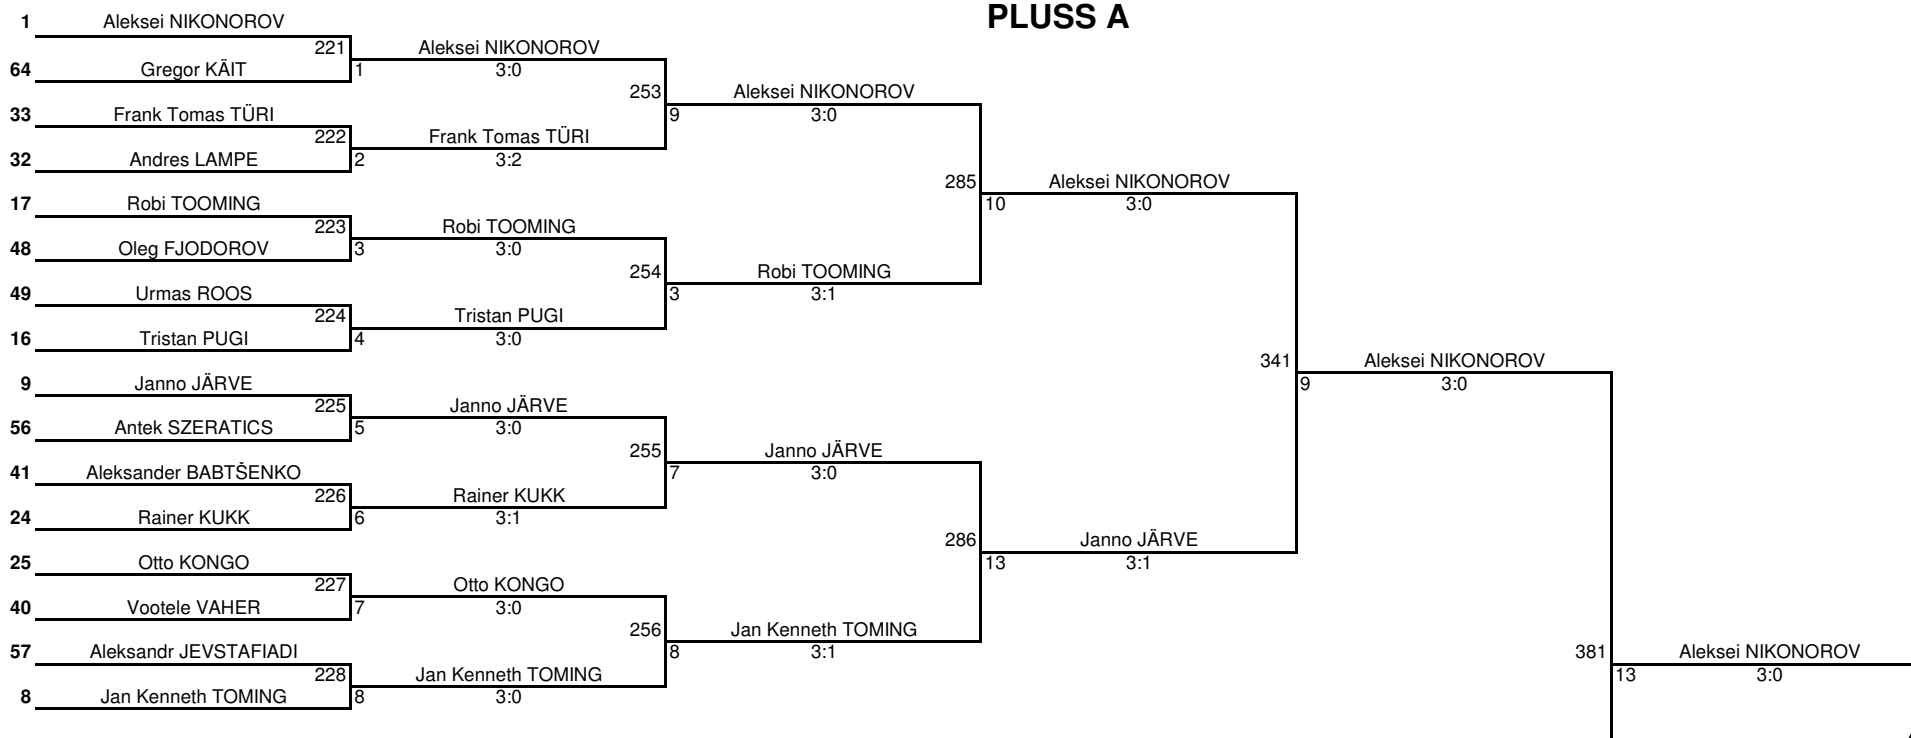 PLUSS A
1 Aleksei NIKONOROV
221 Aleksei NIKONOROV
64 Gregor KÄIT 1 3:0
253 Aleksei NIKONOROV
33 Frank Tomas TÜRI 9 3:0
222 Frank Tomas TÜRI
32 Andres LAMPE 2 3:2
285 Aleksei NIKONOROV
17 Robi TOOMING 10 3:0
223 Robi TOOMING
48 Oleg FJODOROV 3 3:0
254 Robi TOOMING
49 Urmas ROOS 3 3:1
224 Tristan PUGI
16 Tristan PUGI 4 3:0
341 Aleksei NIKONOROV
9 Janno JÄRVE 9 3:0
225 Janno JÄRVE
56 Antek SZERATICS 5 3:0
255 Janno JÄRVE
41 Aleksander BABTŠENKO 7 3:0
226 Rainer KUKK
24 Rainer KUKK 6 3:1
286 Janno JÄRVE
25 Otto KONGO 13 3:1
227 Otto KONGO
40 Vootele VAHER 7 3:0
256 Jan Kenneth TOMING
57 Aleksandr JEVSTAFIADI 8 3:1
381 Aleksei NIKONOROV
228 Jan Kenneth TOMING 13 3:0
8 Jan Kenneth TOMING 8 3:0